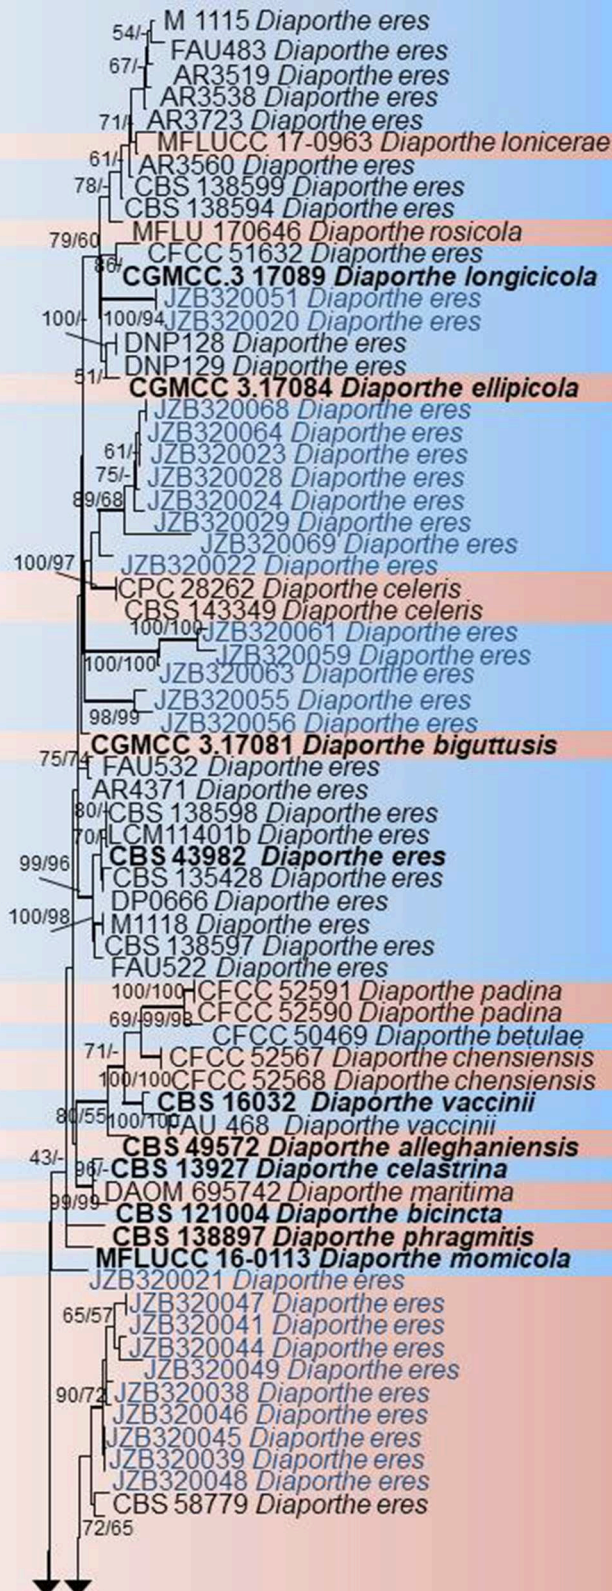 M 1115 Diaporthe eres
54/-
FAU483 Diaporthe eres
67/-
AR3519 Diaporthe eres
AR3538 Diaporthe eres
71/-
AR3723 Diaporthe eres
MFLUCC 17-0963 Diaporthe lonicerae
61/-
AR3560 Diaporthe eres
78/-
CBS 138599 Diaporthe eres
CBS 138594 Diaporthe eres
MFLU 170646 Diaporthe rosicola
79/60
CFCC 51632 Diaporthe eres
86/-
CGMCC.3 17089 Diaporthe longicicola
JZB320051 Diaporthe eres
100/-
100/94
JZB320020 Diaporthe eres
DNP128 Diaporthe eres
DNP129 Diaporthe eres
51/-
CGMCC 3.17084 Diaporthe ellipicola
JZB320068 Diaporthe eres
JZB320064 Diaporthe eres
61/-
JZB320023 Diaporthe eres
75/-
JZB320028 Diaporthe eres
89/68
JZB320024 Diaporthe eres
JZB320029 Diaporthe eres
JZB320069 Diaporthe eres
100/97
JZB320022 Diaporthe eres
CPC 28262 Diaporthe celeris
CBS 143349 Diaporthe celeris
100/100
JZB320061 Diaporthe eres
JZB320059 Diaporthe eres
100/100
JZB320063 Diaporthe eres
JZB320055 Diaporthe eres
98/99
JZB320056 Diaporthe eres
CGMCC 3.17081 Diaporthe biguttusis
75/74
FAU532 Diaporthe eres
AR4371 Diaporthe eres
80/-
CBS 138598 Diaporthe eres
70/-
LCM11401b Diaporthe eres
CBS 43982 Diaporthe eres
99/96
CBS 135428 Diaporthe eres
DP0666 Diaporthe eres
100/98
M1118 Diaporthe eres
CBS 138597 Diaporthe eres
FAU522 Diaporthe eres
100/100
CFCC 52591 Diaporthe padina
CFCC 52590 Diaporthe padina
69/-
99/98
CFCC 50469 Diaporthe betulae
71/-
CFCC 52567 Diaporthe chensiensis
100/100
CFCC 52568 Diaporthe chensiensis
CBS 16032 Diaporthe vaccinii
80/55
100/100
FAU 468 Diaporthe vaccinii
CBS 49572 Diaporthe alleghaniensis
43/-
96/-
CBS 13927 Diaporthe celastrina
DAOM 695742 Diaporthe maritima
99/99
CBS 121004 Diaporthe bicincta
CBS 138897 Diaporthe phragmitis
MFLUCC 16-0113 Diaporthe momicola
JZB320021 Diaporthe eres
JZB320047 Diaporthe eres
65/57
JZB320041 Diaporthe eres
JZB320044 Diaporthe eres
JZB320049 Diaporthe eres
90/72
JZB320038 Diaporthe eres
JZB320046 Diaporthe eres
JZB320045 Diaporthe eres
JZB320039 Diaporthe eres
JZB320048 Diaporthe eres
CBS 58779 Diaporthe eres
72/65